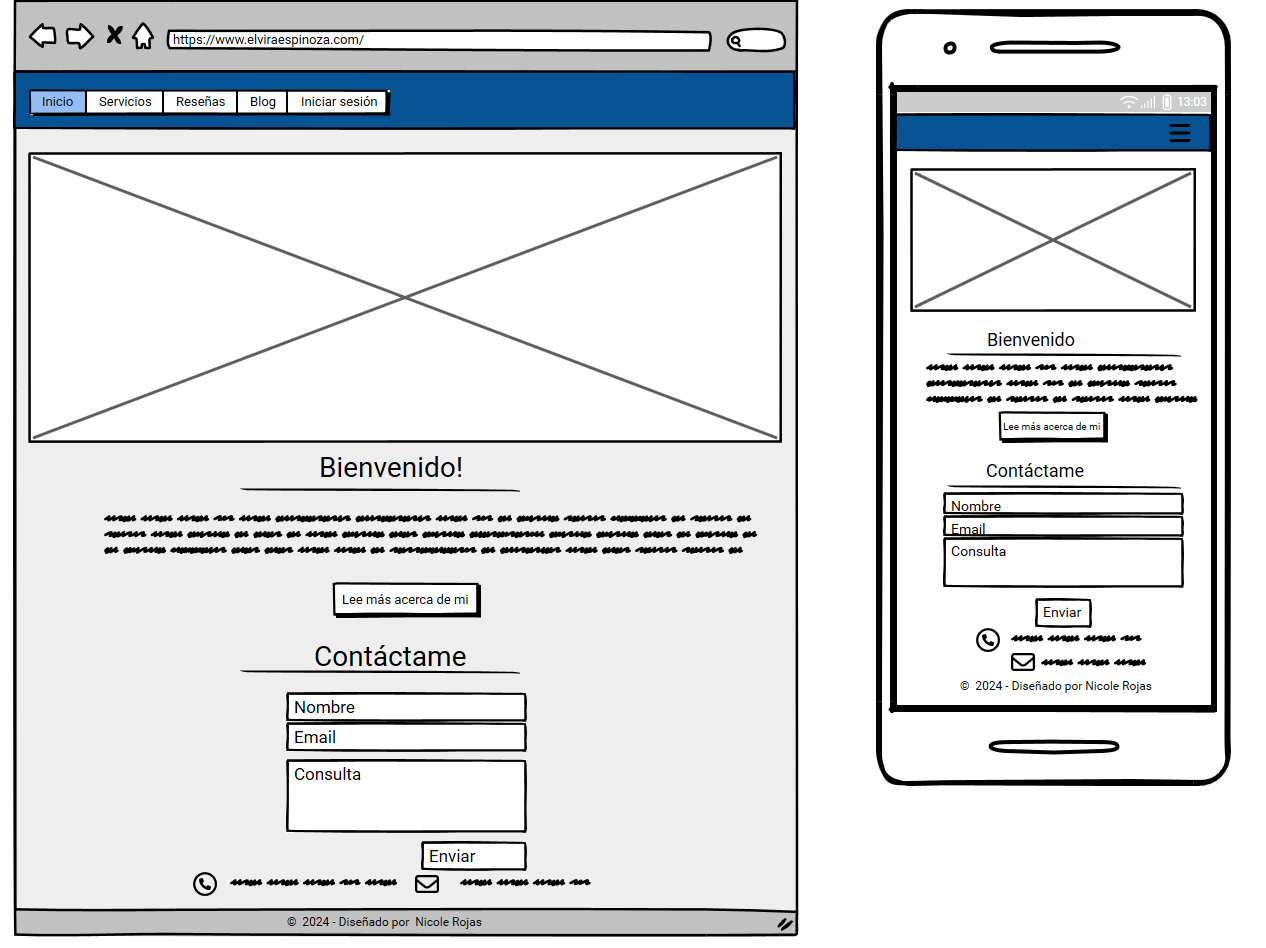 https://www.elviraespinoza.com/
Inicio Servicios Reseñas Blog Iniciar sesión
Bienvenido!
Lee más acerca de mi
Contáctame
Nombre
Email
Consulta
Enviar
© 2024 - Diseñado por Nicole Rojas
13:03
Bienvenido
Lee más acerca de mi
Contáctame
Nombre
Email
Consulta
Enviar
© 2024 - Diseñado por Nicole Rojas